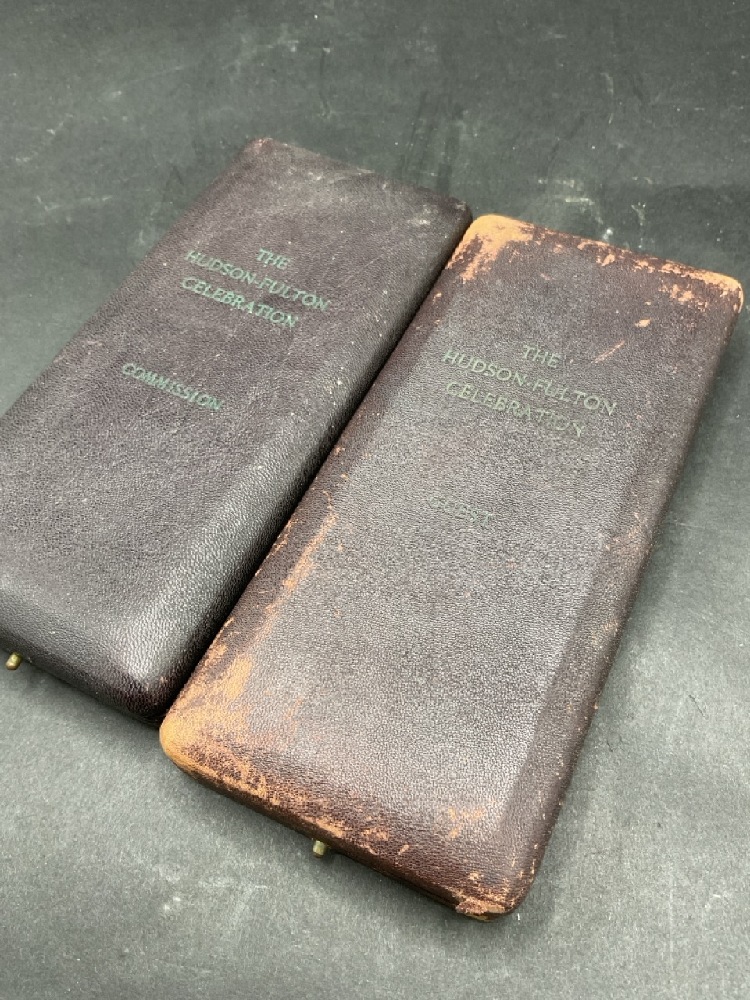 THE
HUDSON-FULTON
CELEBRATION
COMMISSION
THE
HUDSON-FULTON
CELEBRATION